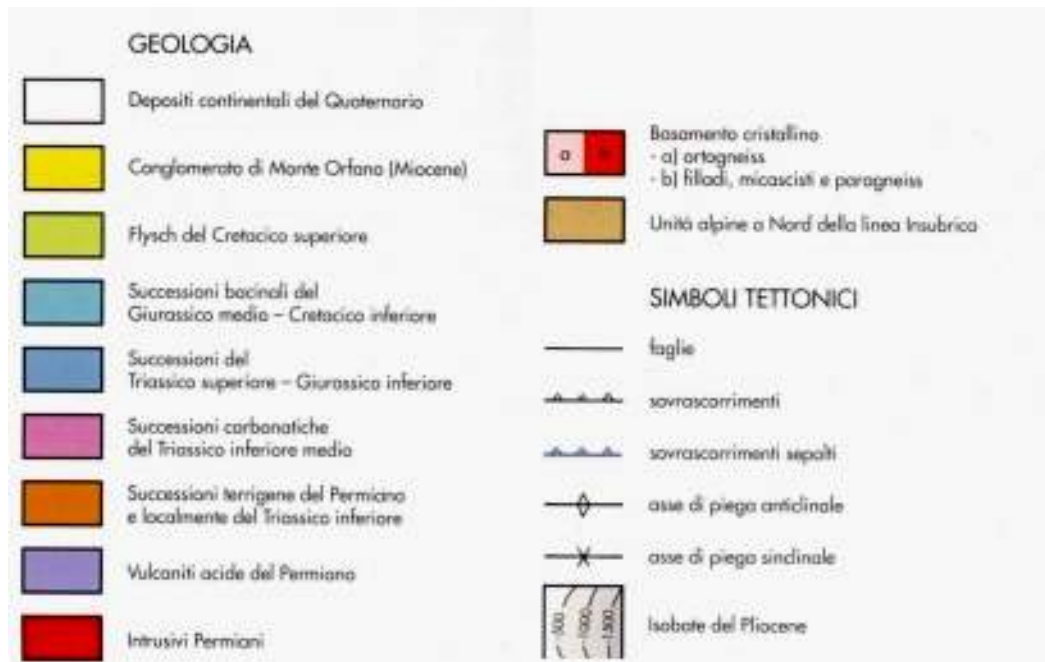 GEOLOGIA
Depositi continentali del Quaternario
Conglomerato di Monte Orfano (Miocene)
Flysch del Cretacico superiore
Successioni bacinali del
Giurassico medio – Cretacico inferiore
Successioni del
Triassico superiore – Giurassico inferiore
Successioni carbonatiche
del Triassico inferiore medio
Successioni terrigene del Permiano
e localmente del Triassico inferiore
Vulcaniti acide del Permiano
Intrusivi Permiani
a b
Basamento cristallino
- a) ortogneiss
- b) filladi, micascisti e paragneiss
Unità alpine a Nord della linea Insubrica
SIMBOLI TETTONICI
faglie
sovrascorrimenti
sovrascorrimenti sepolti
asse di piega anticlinale
asse di piega sinclinale
500 1000 1500
Isobate del Pliocene